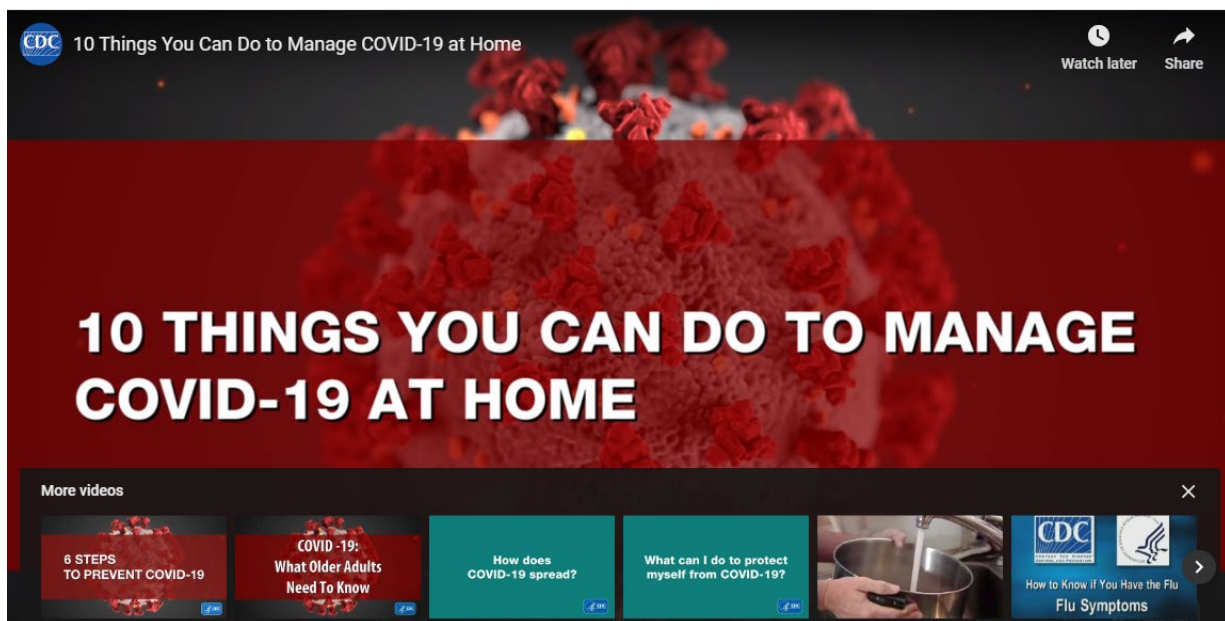 CDC
10 Things You Can Do to Manage COVID-19 at Home
Watch later
Share
10 THINGS YOU CAN DO TO MANAGE
COVID-19 AT HOME
More videos
6 STEPS
TO PREVENT COVID-19
COVID -19:
What Older Adults
Need To Know
How does
COVID-19 spread?
What can I do to protect
myself from COVID-19?
CDC
How to Know if You Have the Flu
Flu Symptoms